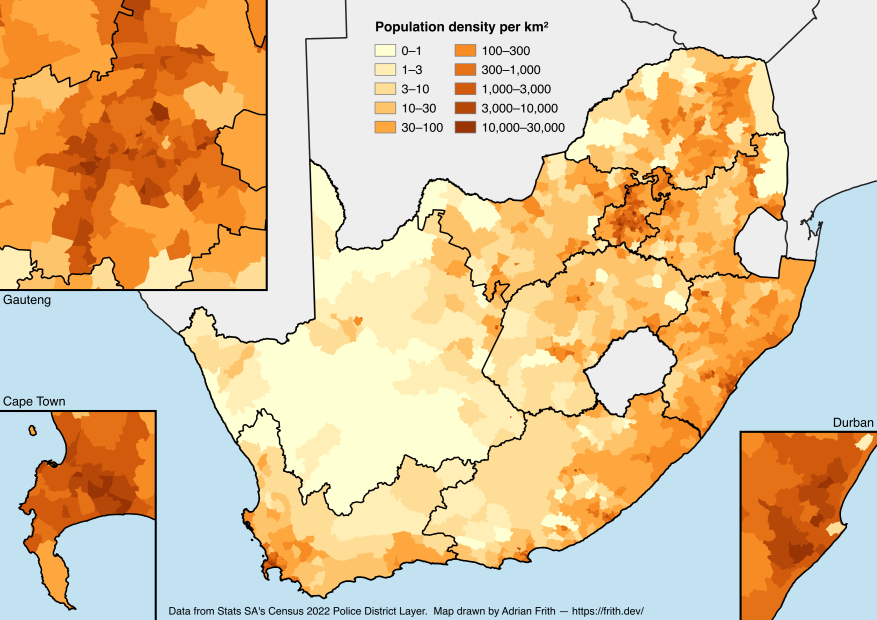 Population density per km²
0–1
1–3
3–10
10–30
30–100
100–300
300–1,000
1,000–3,000
3,000–10,000
10,000–30,000
Gauteng
Cape Town
Durban
Data from Stats SA's Census 2022 Police District Layer.  Map drawn by Adrian Frith — https://frith.dev/